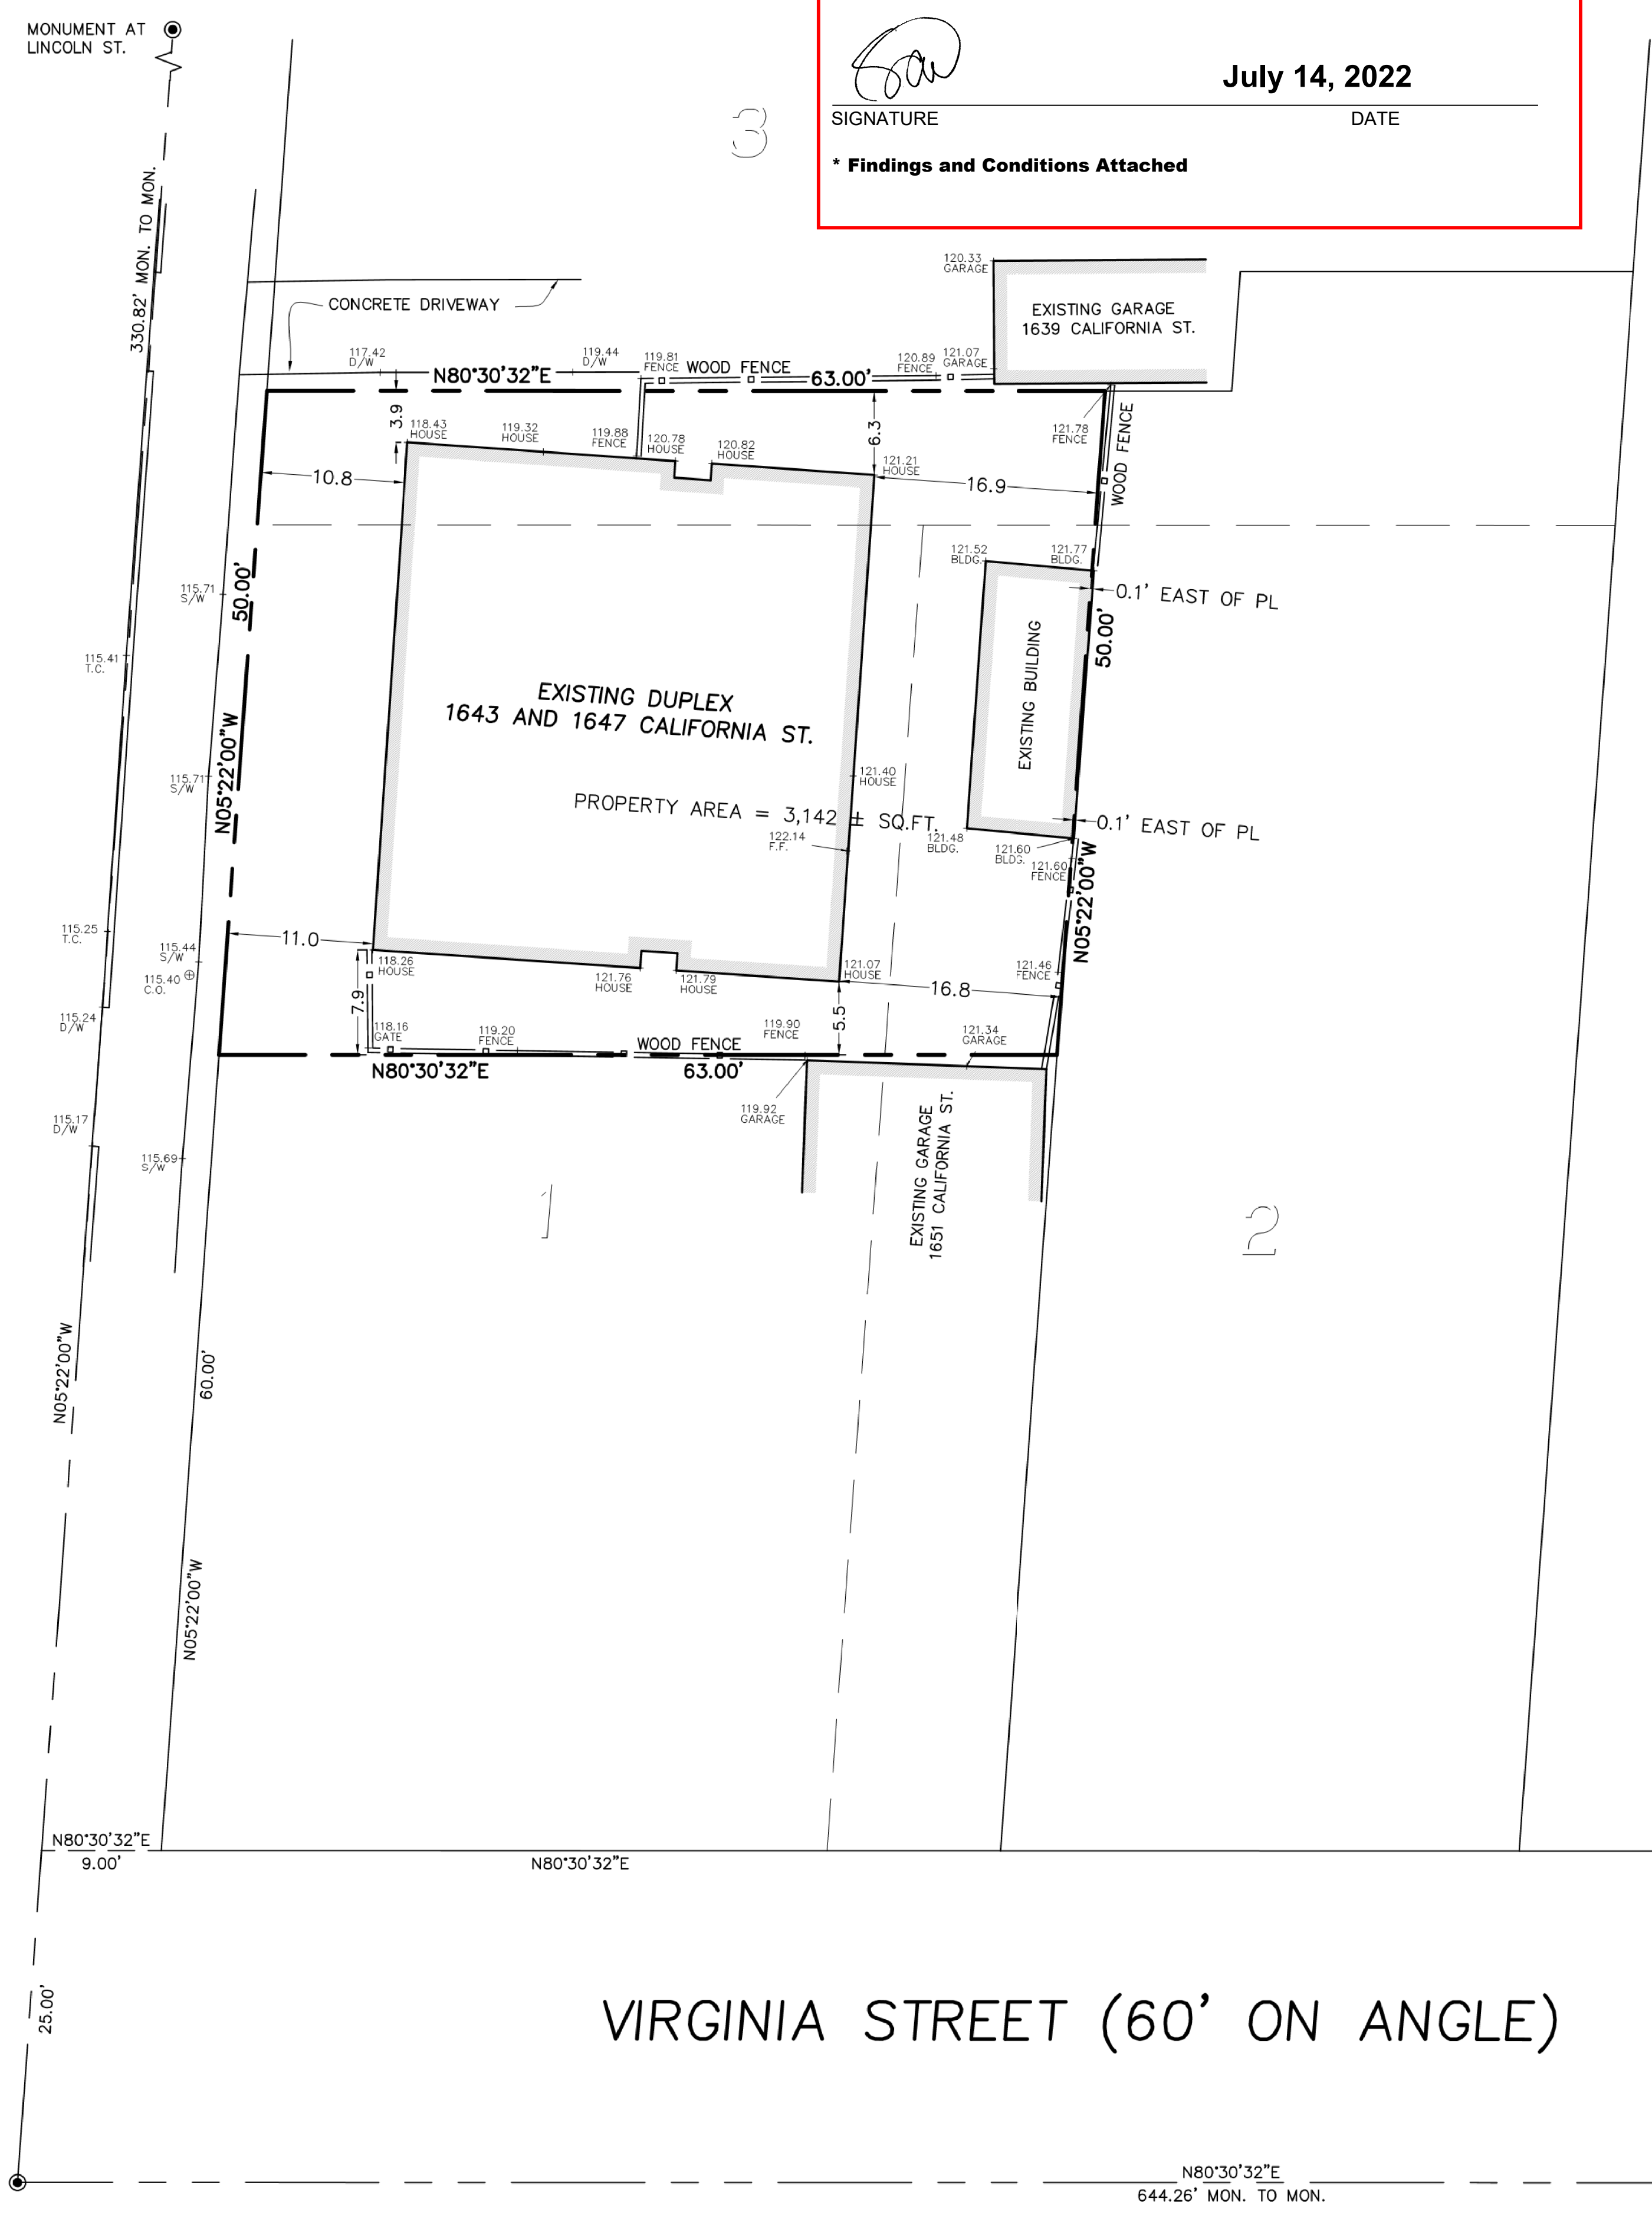 MONUMENT AT
LINCOLN ST.
July 14, 2022
SIGNATURE
DATE
* Findings and Conditions Attached
3
330.82' MON. TO MON.
CONCRETE DRIVEWAY
120.33
GARAGE
EXISTING GARAGE
1639 CALIFORNIA ST.
117.42
D/W
119.44
D/W
119.81
FENCE
WOOD FENCE
120.89
FENCE
121.07
GARAGE
N80°30'32"E
63.00'
3.9
118.43
HOUSE
119.32
HOUSE
119.88
FENCE
120.78
HOUSE
120.82
HOUSE
6.3
121.21
HOUSE
121.78
FENCE
WOOD FENCE
10.8
16.9
121.52
BLDG.
121.77
BLDG.
0.1' EAST OF PL
115.71
S/W
50.00'
50.00'
115.41
T.C.
EXISTING BUILDING
EXISTING DUPLEX
1643 AND 1647 CALIFORNIA ST.
115.71
S/W
N05°22'00"W
121.40
HOUSE
PROPERTY AREA = 3,142 ± SQ.FT.
122.14
F.F.
121.48
BLDG.
0.1' EAST OF PL
121.60
BLDG.
121.60
FENCE
N05°22'00"W
115.25
T.C.
11.0
115.44
S/W
115.40
C.O.
118.26
HOUSE
121.76
HOUSE
121.79
HOUSE
121.07
HOUSE
121.46
FENCE
16.8
7.9
5.5
115.24
D/W
118.16
GATE
119.20
FENCE
WOOD FENCE
119.90
FENCE
121.34
GARAGE
N80°30'32"E
63.00'
119.92
GARAGE
EXISTING GARAGE
1651 CALIFORNIA ST.
115.17
D/W
115.69
S/W
1
2
N05°22'00"W
60.00'
N05°22'00"W
N80°30'32"E
9.00'
N80°30'32"E
25.00'
VIRGINIA STREET (60' ON ANGLE)
N80°30'32"E
644.26' MON. TO MON.